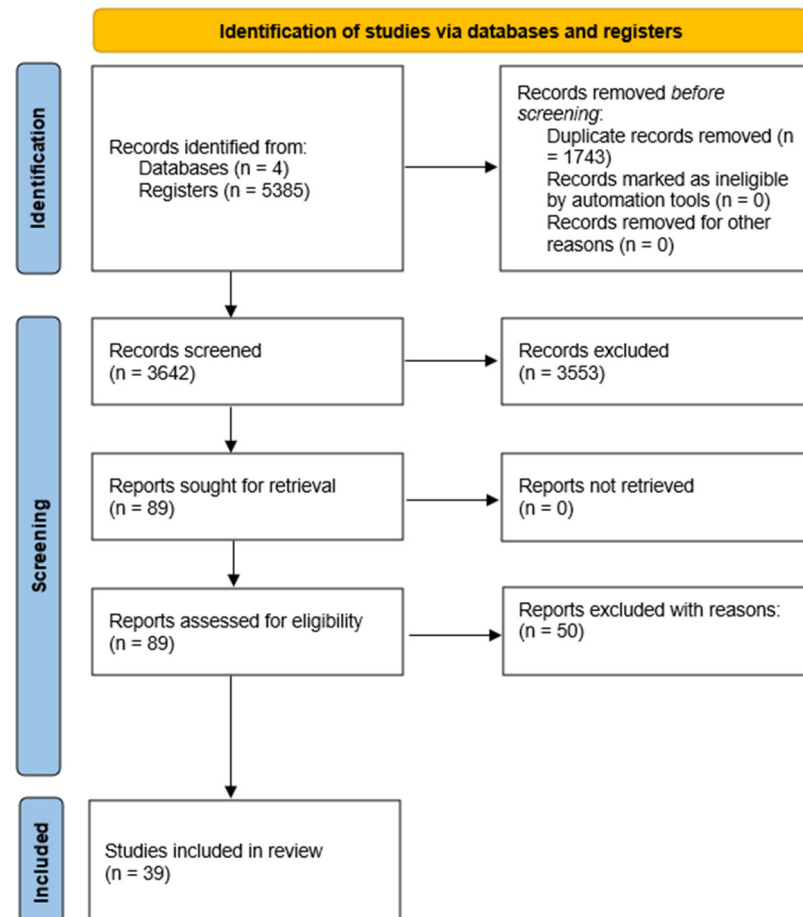 Identification of studies via databases and registers
Identification
Records identified from:
Databases (n = 4)
Registers (n = 5385)
Records removed before
screening:
Duplicate records removed (n
= 1743)
Records marked as ineligible
by automation tools (n = 0)
Records removed for other
reasons (n = 0)
Screening
Records screened
(n = 3642)
Records excluded
(n = 3553)
Reports sought for retrieval
(n = 89)
Reports not retrieved
(n = 0)
Reports assessed for eligibility
(n = 89)
Reports excluded with reasons:
(n = 50)
Included
Studies included in review
(n = 39)